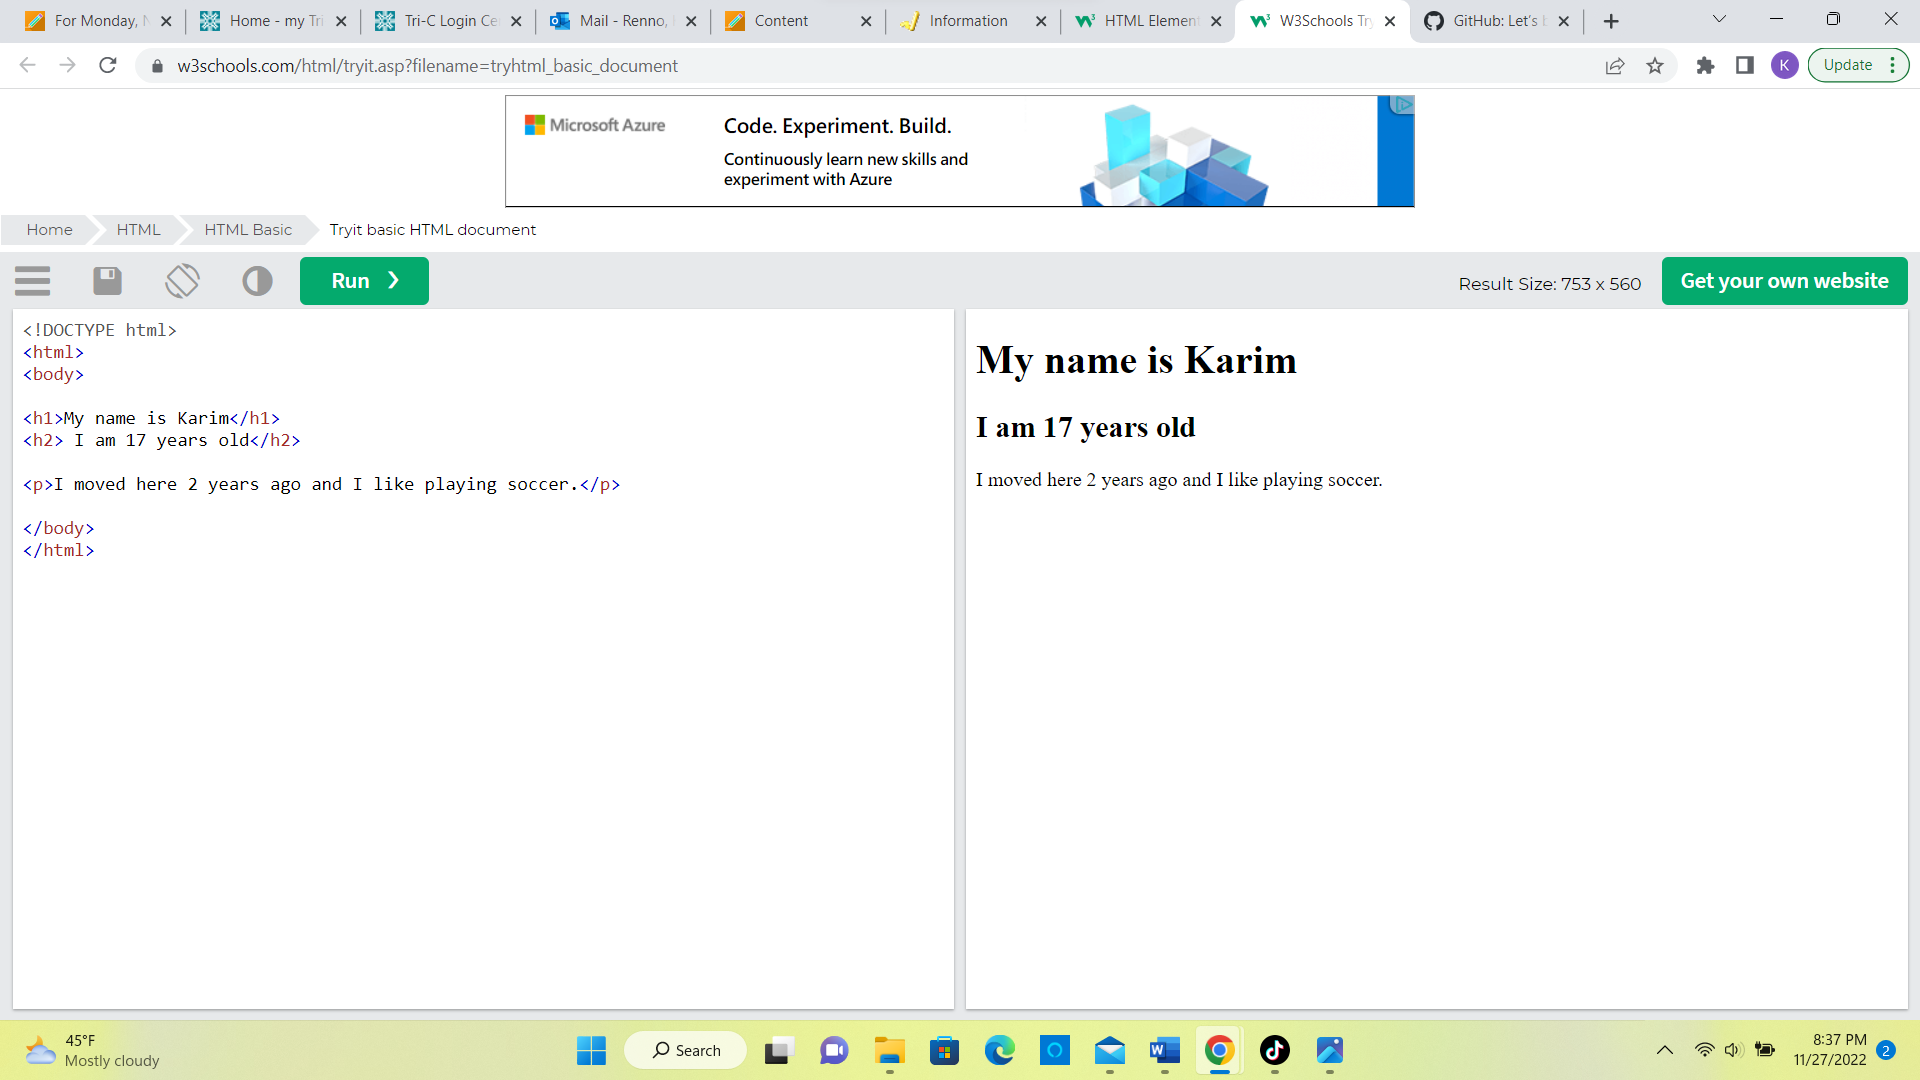 For Monday, N
Home - my Tri
Tri-C Login Ce
Mail - Renno,
Content
Information
HTML Element
W3Schools Try
GitHub: Let's b
w3schools.com/html/tryit.asp?filename=tryhtml_basic_document
K
Update
Microsoft Azure
Code. Experiment. Build.
Continuously learn new skills and
experiment with Azure
Home
HTML
HTML Basic
Tryit basic HTML document
Run ❯
Result Size: 753 x 560
Get your own website
<!DOCTYPE html>
<html>
<body>
<h1>My name is Karim</h1>
<h2> I am 17 years old</h2>
<p>I moved here 2 years ago and I like playing soccer.</p>
</body>
</html>
My name is Karim
I am 17 years old
I moved here 2 years ago and I like playing soccer.
45°F
Mostly cloudy
Search
8:37 PM
11/27/2022
2